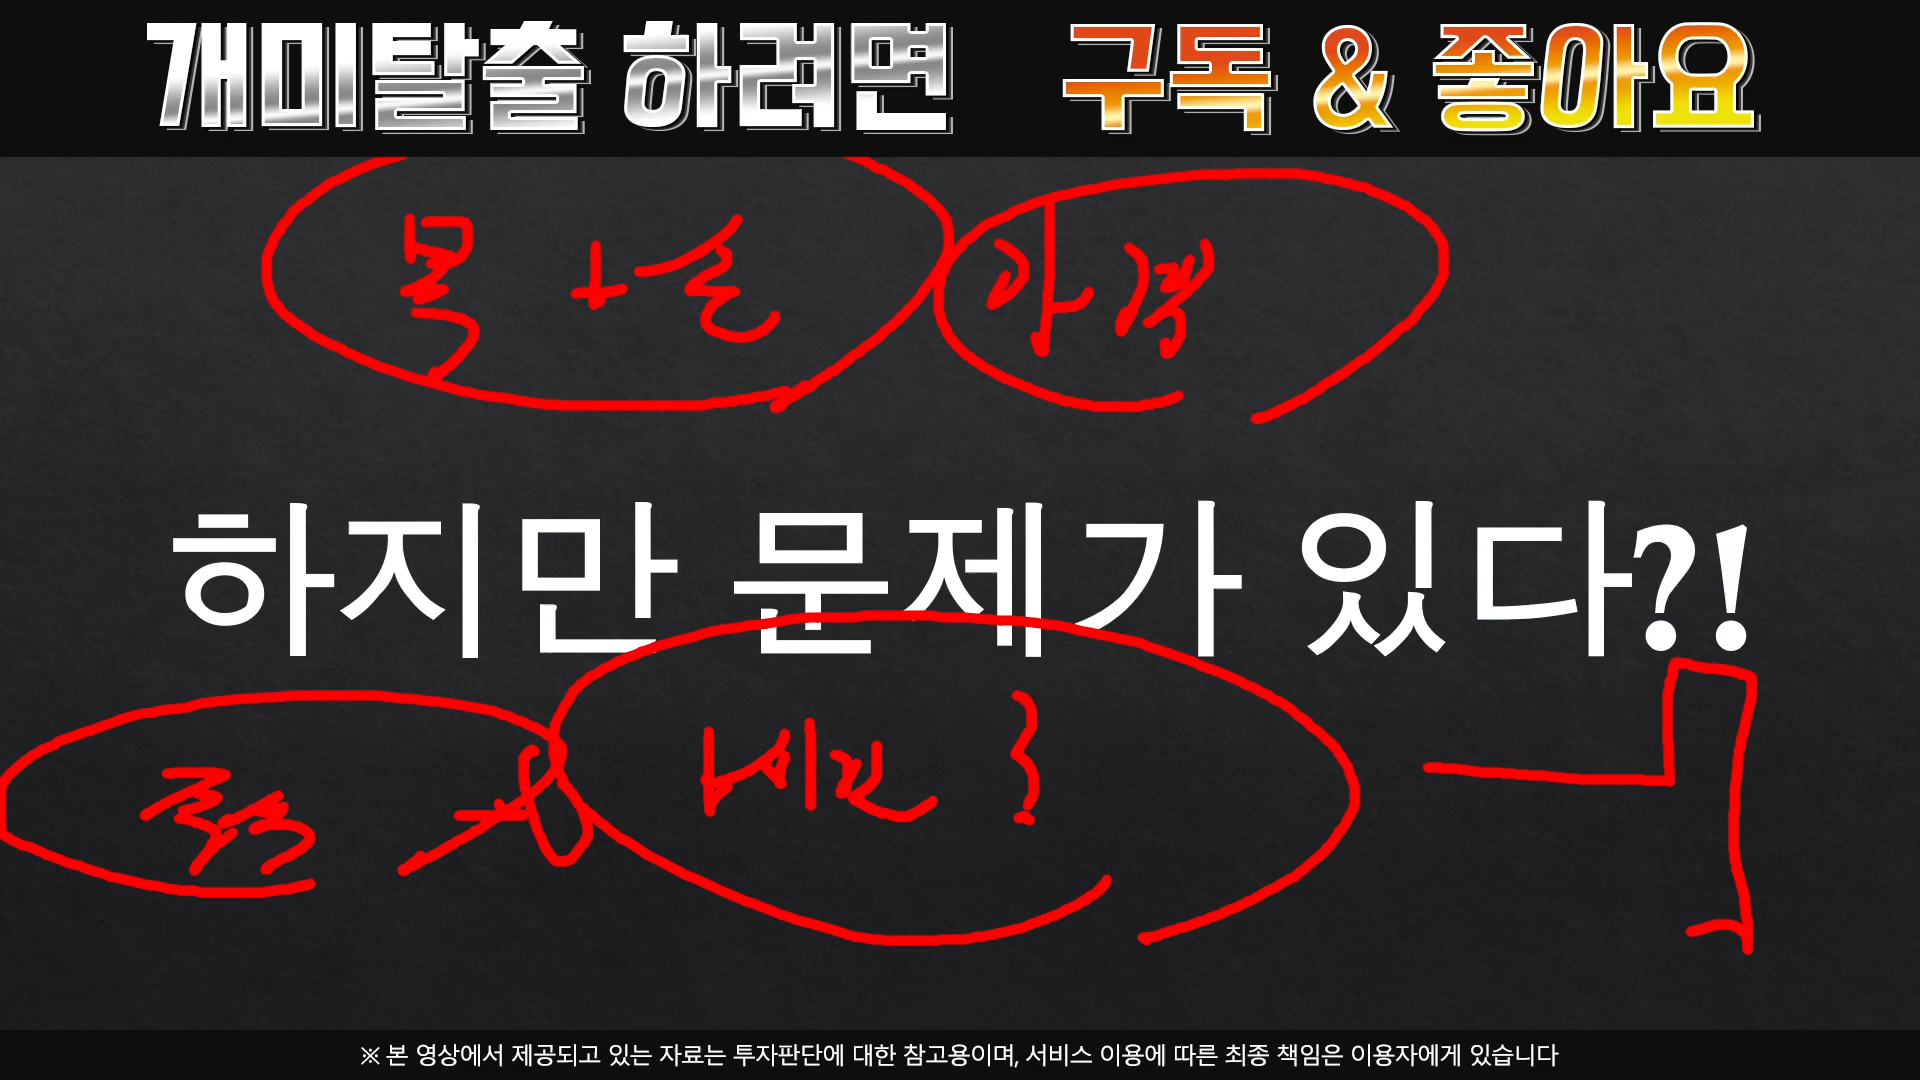 개미탈출 하려면 구독 & 좋아요
하지만 문제가 있다?!
※ 본 영상에서 제공되고 있는 자료는 투자판단에 대한 참고용이며, 서비스 이용에 따른 최종 책임은 이용자에게 있습니다